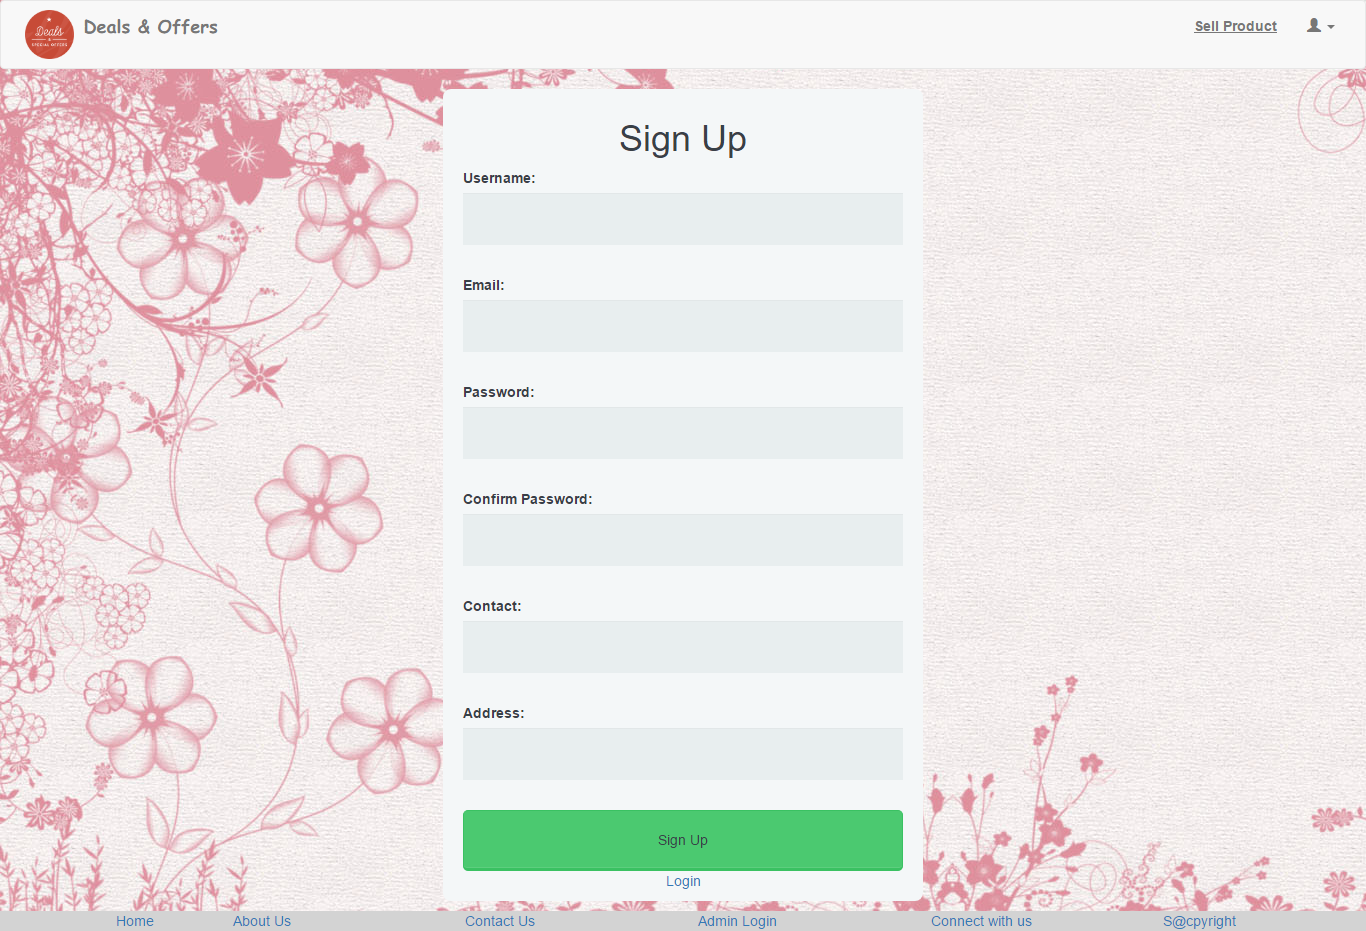 Deals
&
SPECIAL OFFERS
Deals & Offers
Sell Product
Sign Up
Username:
Email:
Password:
Confirm Password:
Contact:
Address:
Sign Up
Login
Home About Us Contact Us Admin Login Connect with us S@cpyright